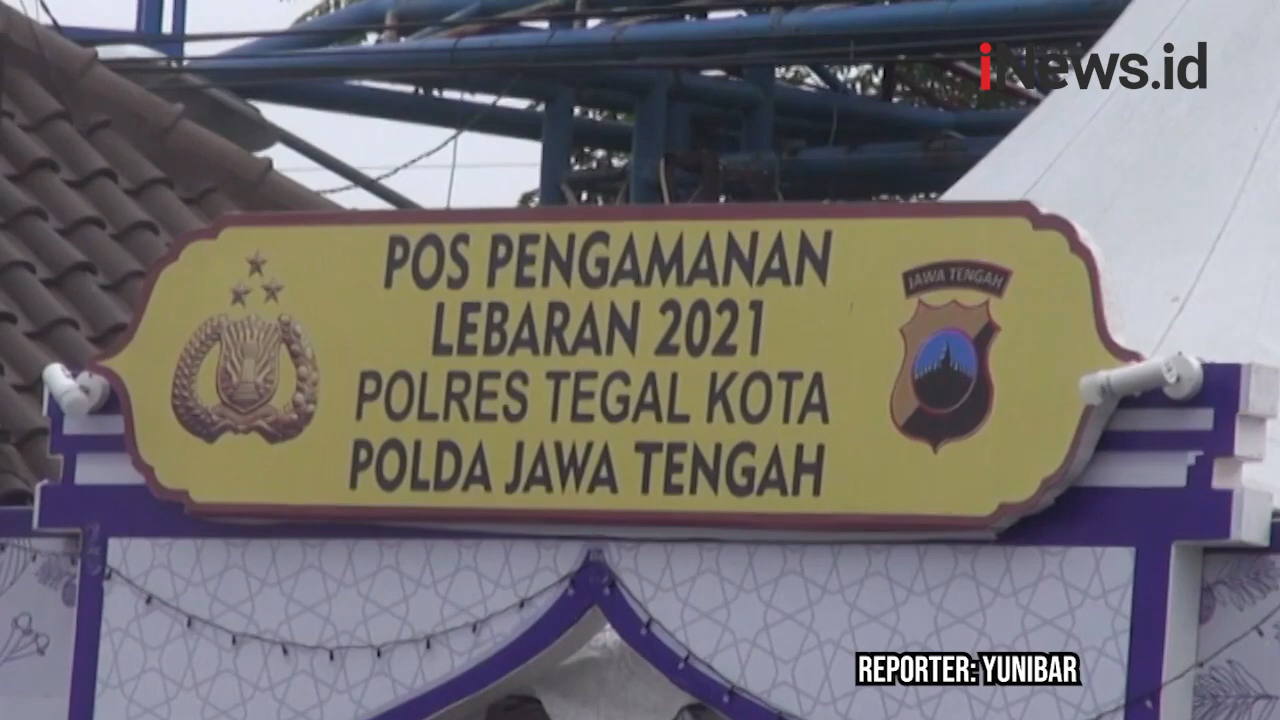 iNews.id
POS PENGAMANAN
LEBARAN 2021
POLRES TEGAL KOTA
POLDA JAWA TENGAH
JAWA TENGAH
REPORTER: YUNIBAR